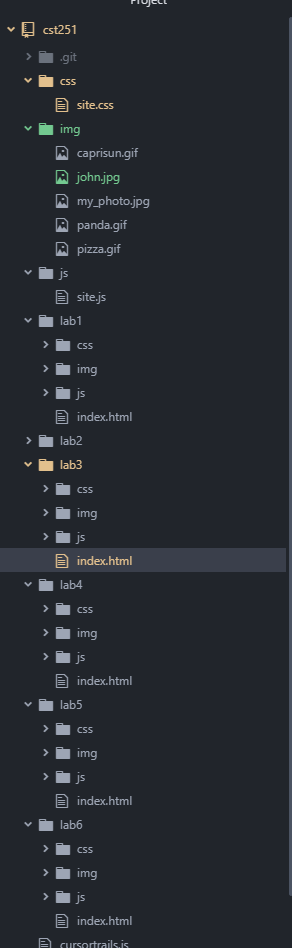 Project
cst251
.git
css
site.css
img
caprisun.gif
john.jpg
my_photo.jpg
panda.gif
pizza.gif
js
site.js
lab1
css
img
js
index.html
lab2
lab3
css
img
js
index.html
lab4
css
img
js
index.html
lab5
css
img
js
index.html
lab6
css
img
js
index.html
cursortrails.js